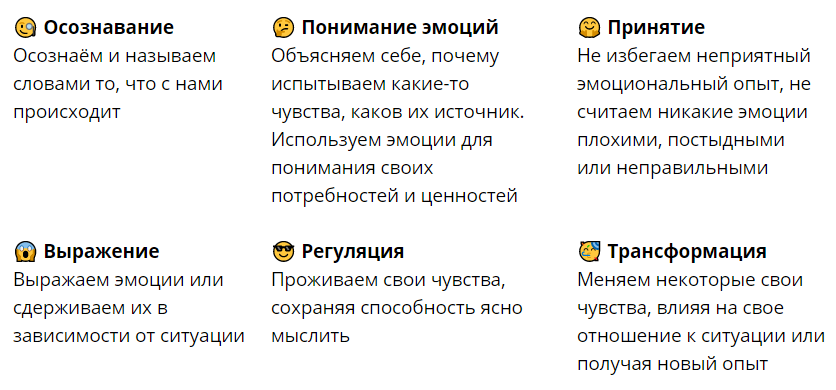 🧐 Осознавание
Осознаём и называем
словами то, что с нами
происходит
🤔 Понимание эмоций
Объясняем себе, почему
испытываем какие-то
чувства, каков их источник.
Используем эмоции для
понимания своих
потребностей и ценностей
🤗 Принятие
Не избегаем неприятный
эмоциональный опыт, не
считаем никакие эмоции
плохими, постыдными
или неправильными
😱 Выражение
Выражаем эмоции или
сдерживаем их в
зависимости от ситуации
😎 Регуляция
Проживаем свои чувства,
сохраняя способность ясно
мыслить
🥳 Трансформация
Меняем некоторые свои
чувства, влияя на свое
отношение к ситуации или
получая новый опыт